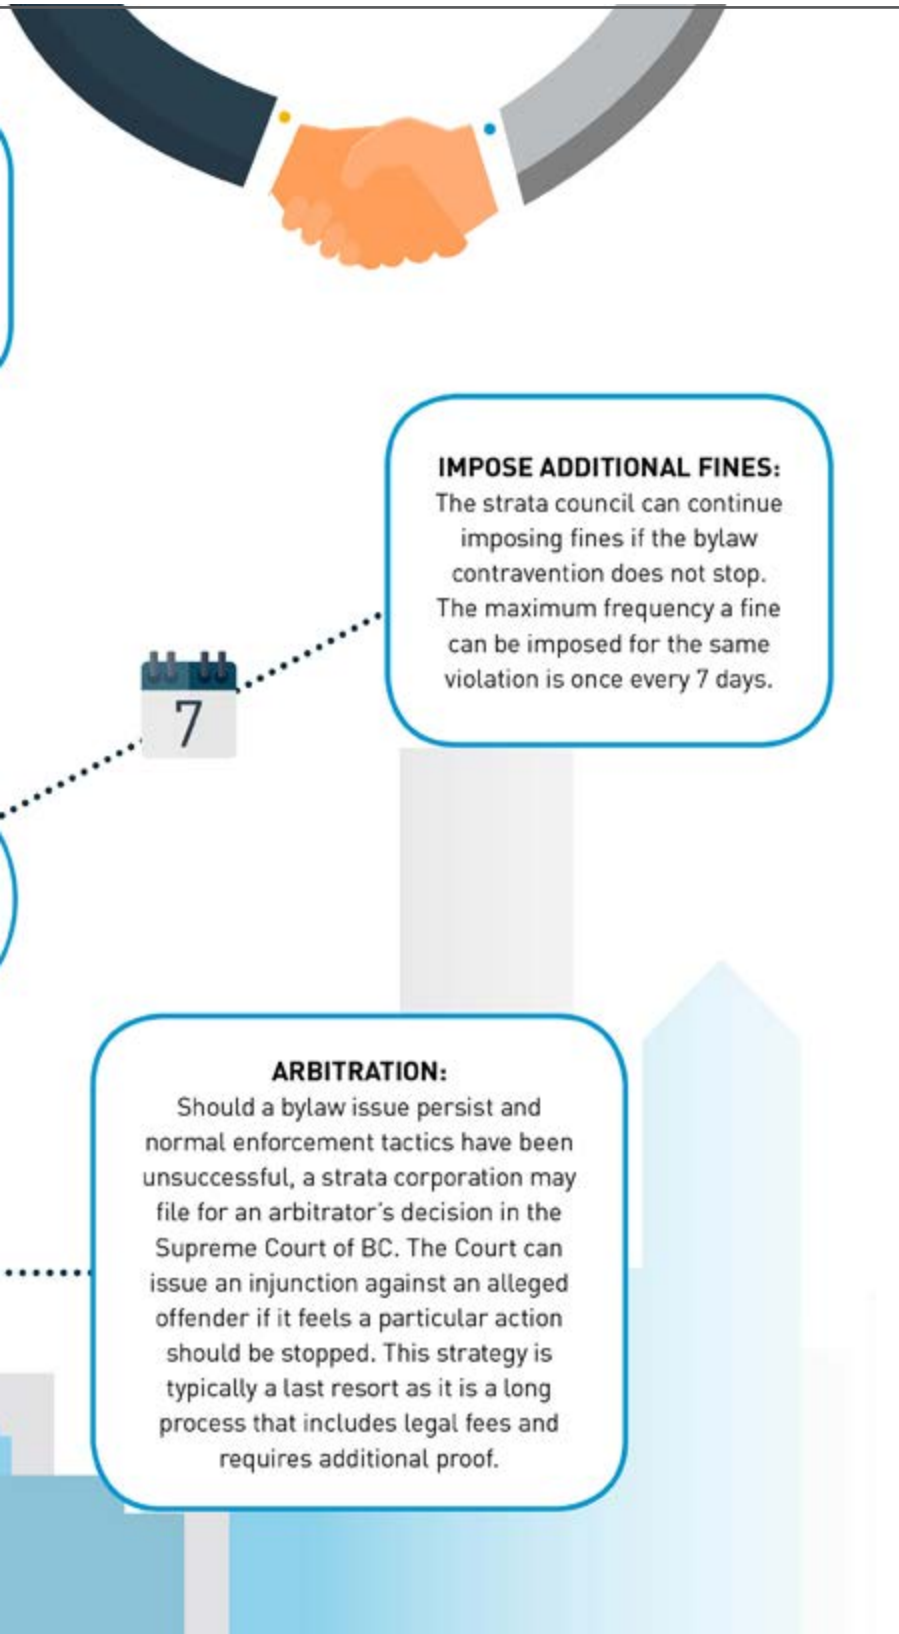 IMPOSE ADDITIONAL FINES:
The strata council can continue
imposing fines if the bylaw
contravention does not stop.
The maximum frequency a fine
can be imposed for the same
violation is once every 7 days.
7
ARBITRATION:
Should a bylaw issue persist and
normal enforcement tactics have been
unsuccessful, a strata corporation may
file for an arbitrator's decision in the
Supreme Court of BC. The Court can
issue an injunction against an alleged
offender if it feels a particular action
should be stopped. This strategy is
typically a last resort as it is a long
process that includes legal fees and
requires additional proof.